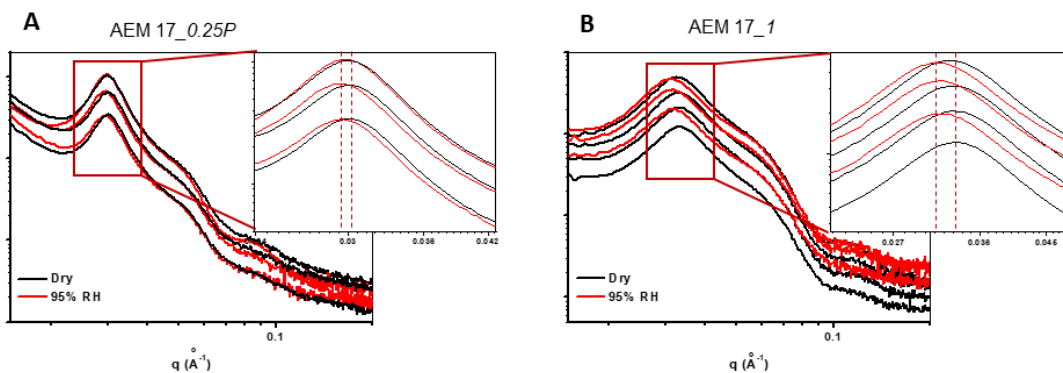 A
AEM 17_0.25P
0.03
0.036
0.042
Dry
95% RH
0.1
q (Å⁻¹)
B
AEM 17_1
0.027
0.036
0.046
Dry
95% RH
0.1
q (Å⁻¹)